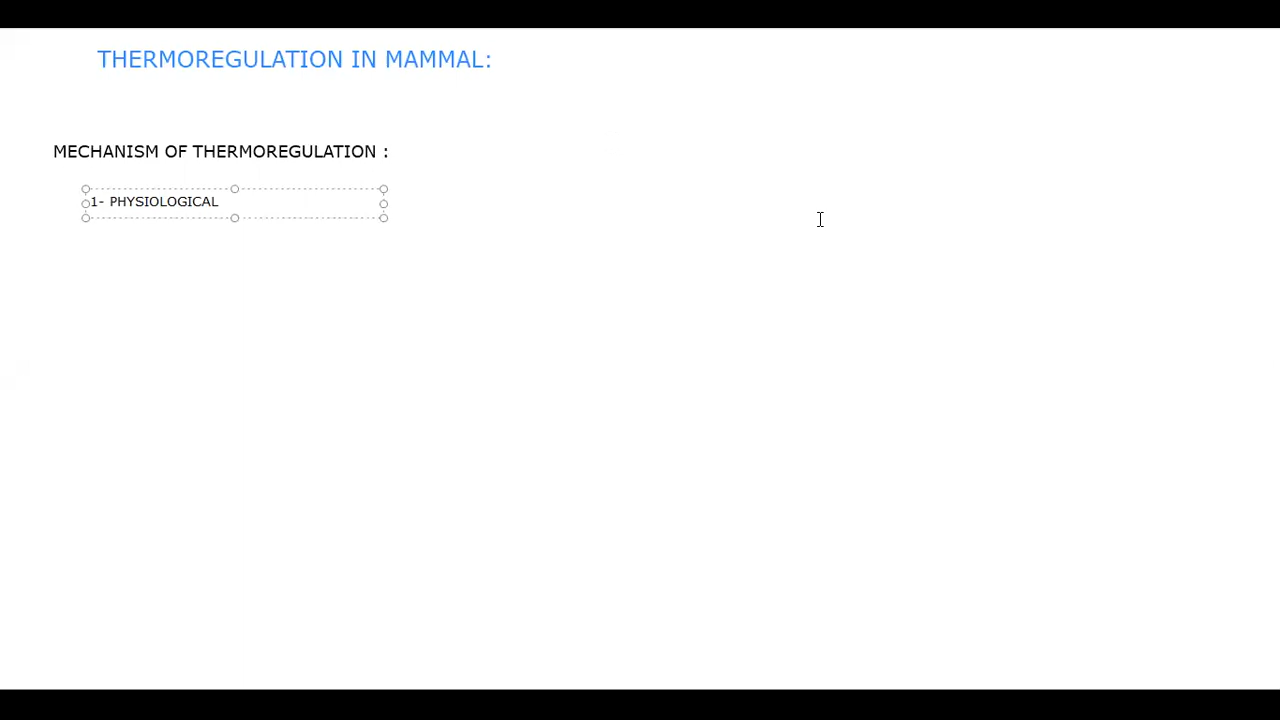 THERMOREGULATION IN MAMMAL:
MECHANISM OF THERMOREGULATION :
1- PHYSIOLOGICAL